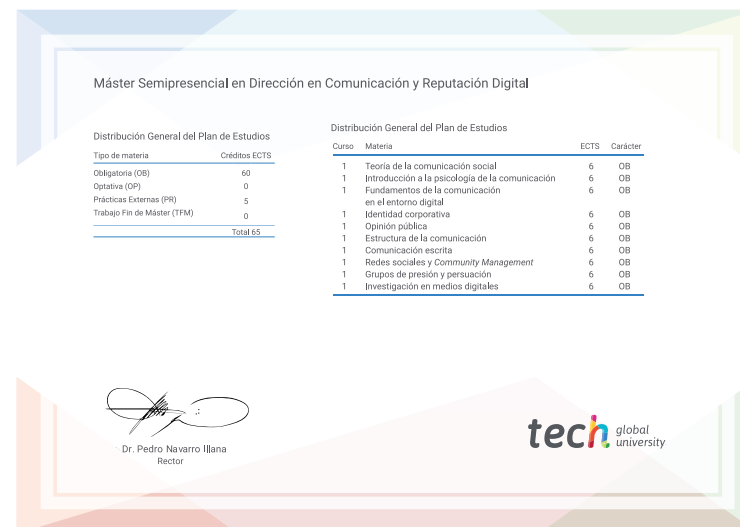 Máster Semipresencial en Dirección en Comunicación y Reputación Digital
Distribución General del Plan de Estudios
Tipo de materia Créditos ECTS
Obligatoria (OB) 60
Optativa (OP) 0
Prácticas Externas (PR) 5
Trabajo Fin de Máster (TFM) 0
Total 65
Distribución General del Plan de Estudios
Curso Materia ECTS Carácter
1 Teoría de la comunicación social 6 OB
1 Introducción a la psicología de la comunicación 6 OB
1 Fundamentos de la comunicación 6 OB
en el entorno digital
1 Identidad corporativa 6 OB
1 Opinión pública 6 OB
1 Estructura de la comunicación 6 OB
1 Comunicación escrita 6 OB
1 Redes sociales y Community Management 6 OB
1 Grupos de presión y persuación 6 OB
1 Investigación en medios digitales 6 OB
Dr. Pedro Navarro Illana
Rector
tech global
university